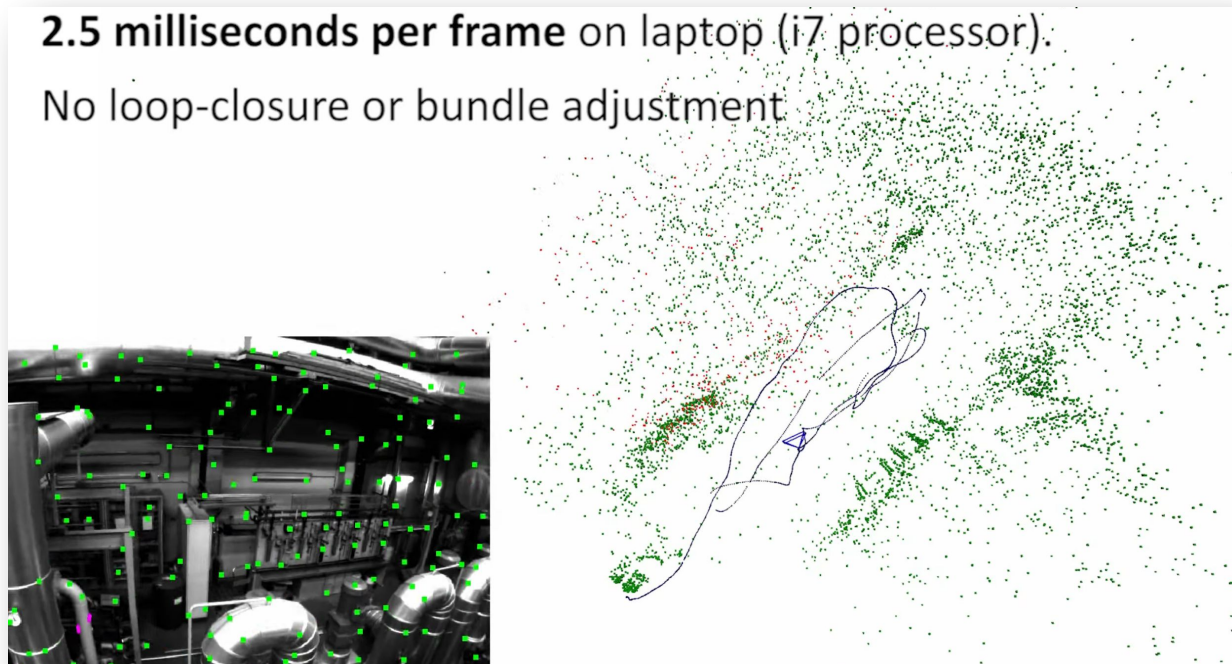 2.5 milliseconds per frame on laptop (i7 processor).
No loop-closure or bundle adjustment